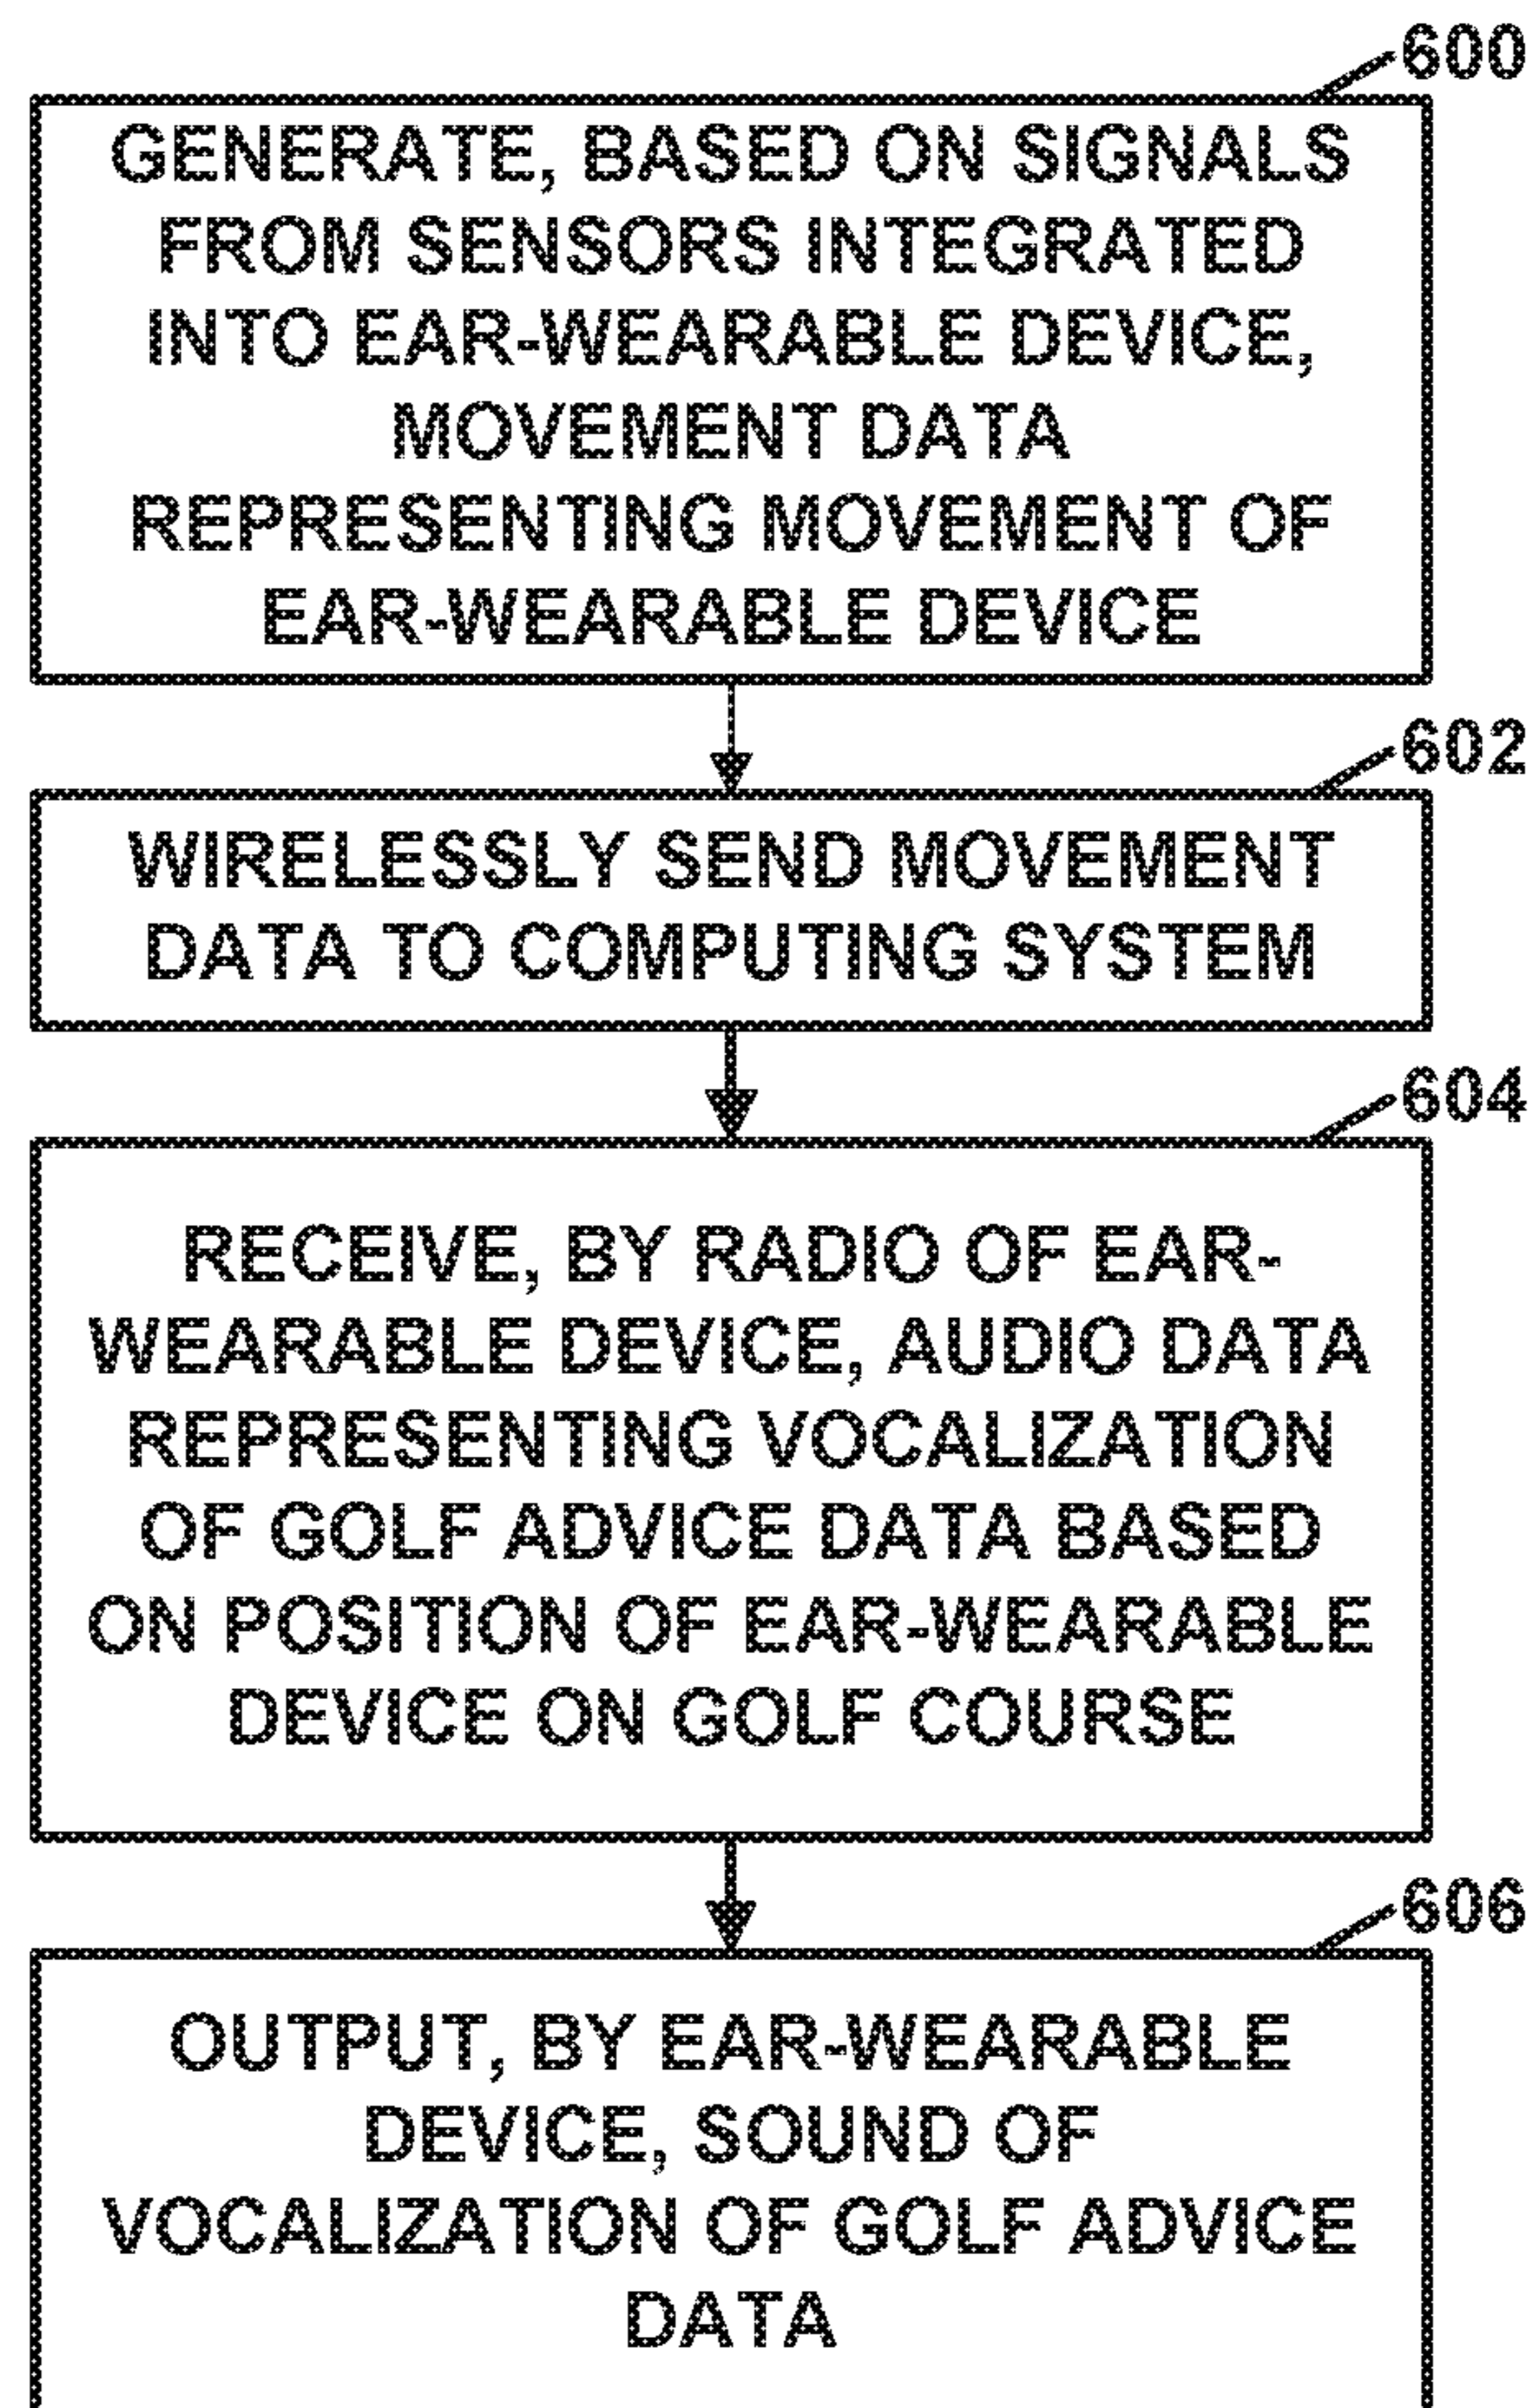 600
GENERATE, BASED ON SIGNALS
FROM SENSORS INTEGRATED
INTO EAR-WEARABLE DEVICE,
MOVEMENT DATA
REPRESENTING MOVEMENT OF
EAR-WEARABLE DEVICE
602
WIRELESSLY SEND MOVEMENT
DATA TO COMPUTING SYSTEM
604
RECEIVE, BY RADIO OF EAR-
WEARABLE DEVICE, AUDIO DATA
REPRESENTING VOCALIZATION
OF GOLF ADVICE DATA BASED
ON POSITION OF EAR-WEARABLE
DEVICE ON GOLF COURSE
606
OUTPUT, BY EAR-WEARABLE
DEVICE, SOUND OF
VOCALIZATION OF GOLF ADVICE
DATA